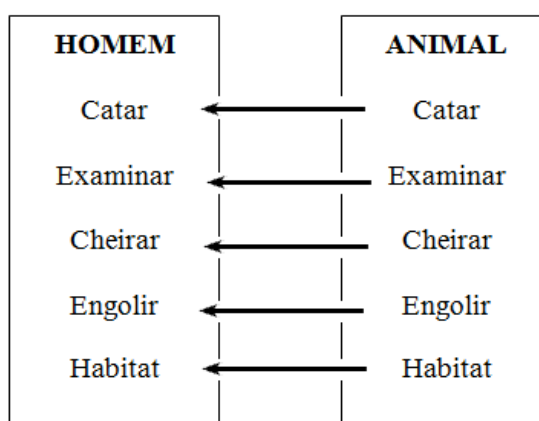 HOMEM ANIMAL
Catar Catar
Examinar Examinar
Cheirar Cheirar
Engolir Engolir
Habitat Habitat